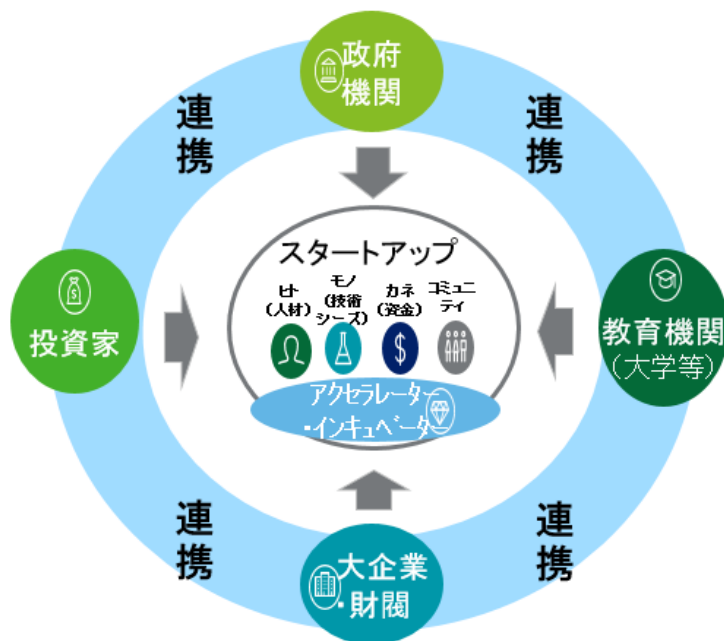 政府
機関
連
携
連
携
スタートアップ
ヒト
(人材)
モノ
(技術
シーズ)
カネ
(資金)
コミュニ
ティ
$
投資家
教育機関
(大学等)
アクセラレーター
・インキュベーター
連
携
連
携
大企業
・財閥